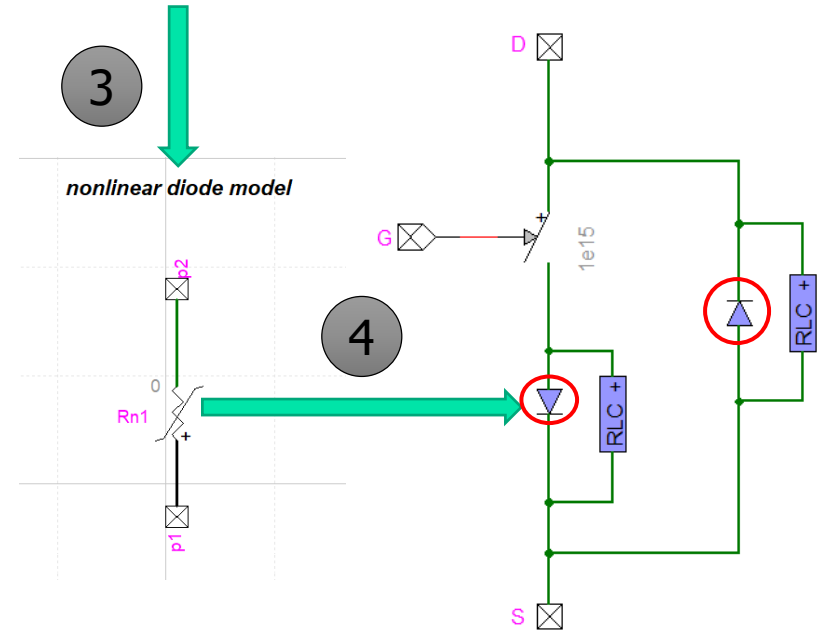 3
nonlinear diode model
p2
0
Rn1
+
p1
4
D
G
+
1e15
RLC +
RLC +
S